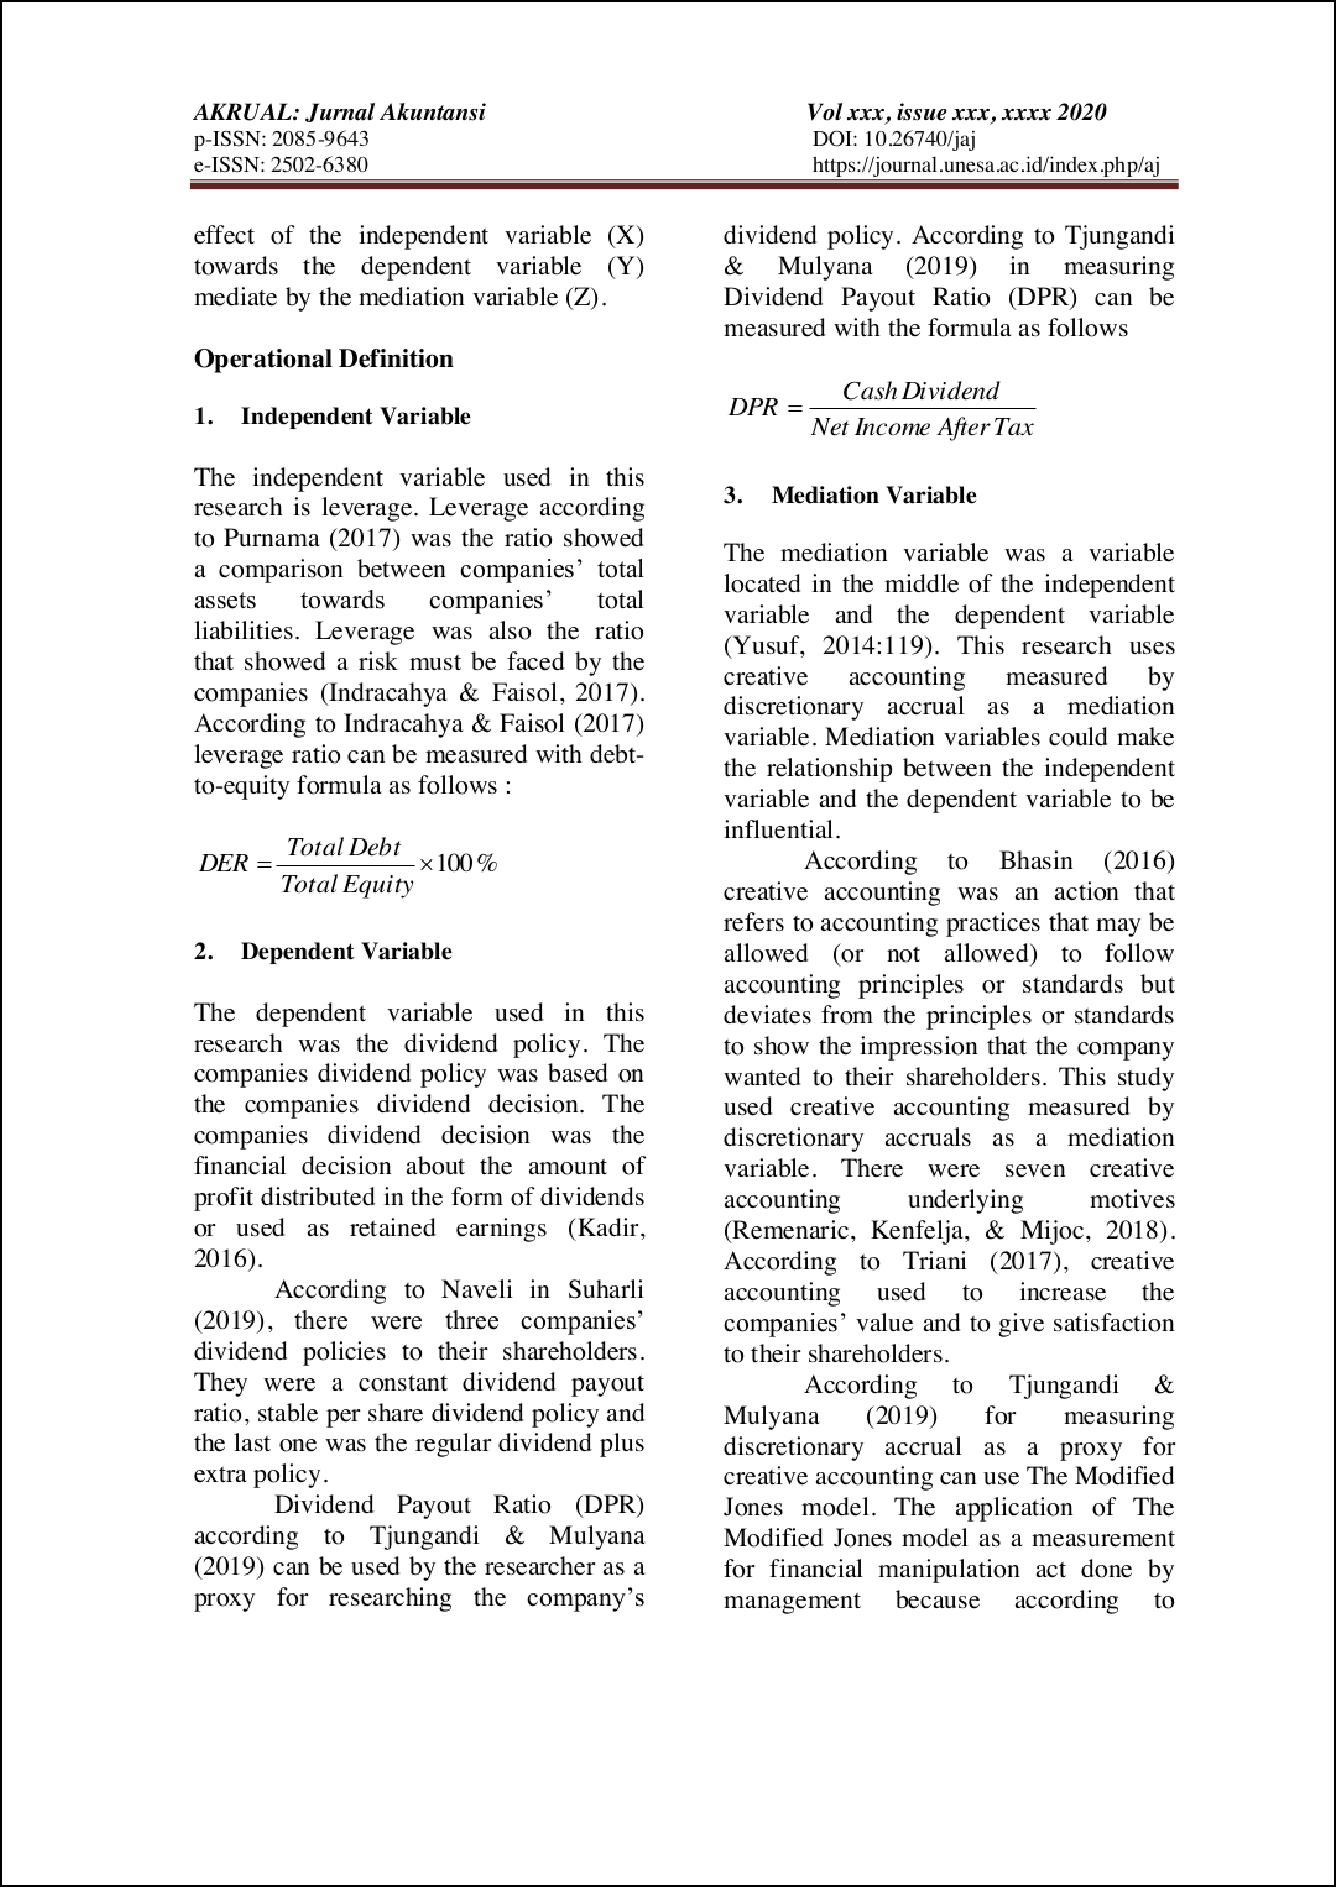 AKRUAL: Jurnal Akuntansi
p-ISSN: 2085-9643
e-ISSN: 2502-6380
Vol xxx, issue xxx, xxxx 2020
DOI: 10.26740/jaj
https://journal.unesa.ac.id/index.php/aj
effect of the independent variable (X)
towards the dependent variable (Y)
mediate by the mediation variable (Z).
Operational Definition
1. Independent Variable
The independent variable used in this
research is leverage. Leverage according
to Purnama (2017) was the ratio showed
a comparison between companies’ total
assets towards companies’ total
liabilities. Leverage was also the ratio
that showed a risk must be faced by the
companies (Indracahya & Faisol, 2017).
According to Indracahya & Faisol (2017)
leverage ratio can be measured with debt-
to-equity formula as follows :
DER = Total Debt / Total Equity × 100 %
2. Dependent Variable
The dependent variable used in this
research was the dividend policy. The
companies dividend policy was based on
the companies dividend decision. The
companies dividend decision was the
financial decision about the amount of
profit distributed in the form of dividends
or used as retained earnings (Kadir,
2016).
According to Naveli in Suharli
(2019), there were three companies’
dividend policies to their shareholders.
They were a constant dividend payout
ratio, stable per share dividend policy and
the last one was the regular dividend plus
extra policy.
Dividend Payout Ratio (DPR)
according to Tjungandi & Mulyana
(2019) can be used by the researcher as a
proxy for researching the company’s
dividend policy. According to Tjungandi
& Mulyana (2019) in measuring
Dividend Payout Ratio (DPR) can be
measured with the formula as follows
DPR = Cash Dividend / Net Income After Tax
3. Mediation Variable
The mediation variable was a variable
located in the middle of the independent
variable and the dependent variable
(Yusuf, 2014:119). This research uses
creative accounting measured by
discretionary accrual as a mediation
variable. Mediation variables could make
the relationship between the independent
variable and the dependent variable to be
influential.
According to Bhasin (2016)
creative accounting was an action that
refers to accounting practices that may be
allowed (or not allowed) to follow
accounting principles or standards but
deviates from the principles or standards
to show the impression that the company
wanted to their shareholders. This study
used creative accounting measured by
discretionary accruals as a mediation
variable. There were seven creative
accounting underlying motives
(Remenaric, Kenfelja, & Mijoc, 2018).
According to Triani (2017), creative
accounting used to increase the
companies’ value and to give satisfaction
to their shareholders.
According to Tjungandi &
Mulyana (2019) for measuring
discretionary accrual as a proxy for
creative accounting can use The Modified
Jones model. The application of The
Modified Jones model as a measurement
for financial manipulation act done by
management because according to